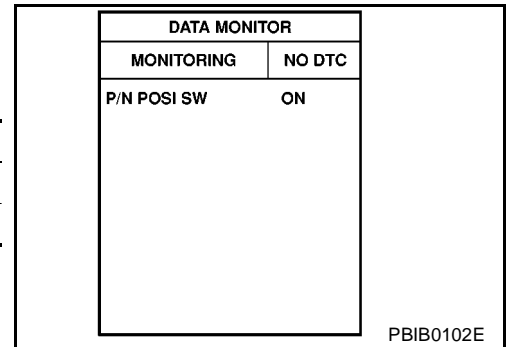 DATA MONITOR
MONITORING NO DTC
P/N POSI SW ON
PBIB0102E